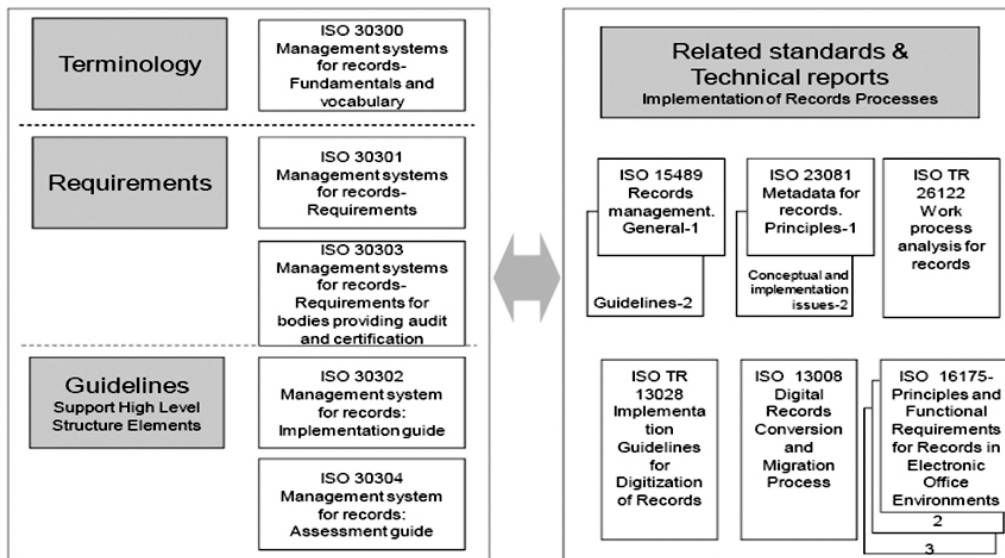 Terminology
ISO 30300
Management systems
for records-
Fundamentals and
vocabulary
Requirements
ISO 30301
Management systems
for records-
Requirements
ISO 30303
Management systems
for records-
Requirements for
bodies providing audit
and certification
Guidelines
Support High Level
Structure Elements
ISO 30302
Management system
for records:
Implementation guide
ISO 30304
Management system
for records:
Assessment guide
Related standards &
Technical reports
Implementation of Records Processes
ISO 15489
Records
management.
General-1
Guidelines-2
ISO 23081
Metadata for
records.
Principles-1
Conceptual and
implementation
issues-2
ISO TR
26122
Work
process
analysis for
records
ISO TR
13028
Implementa
tion
Guidelines
for
Digitization
of Records
ISO 13008
Digital
Records
Conversion
and
Migration
Process
ISO 16175-
Principles and
Functional
Requirements
for Records in
Electronic
Office
Environments
2
3